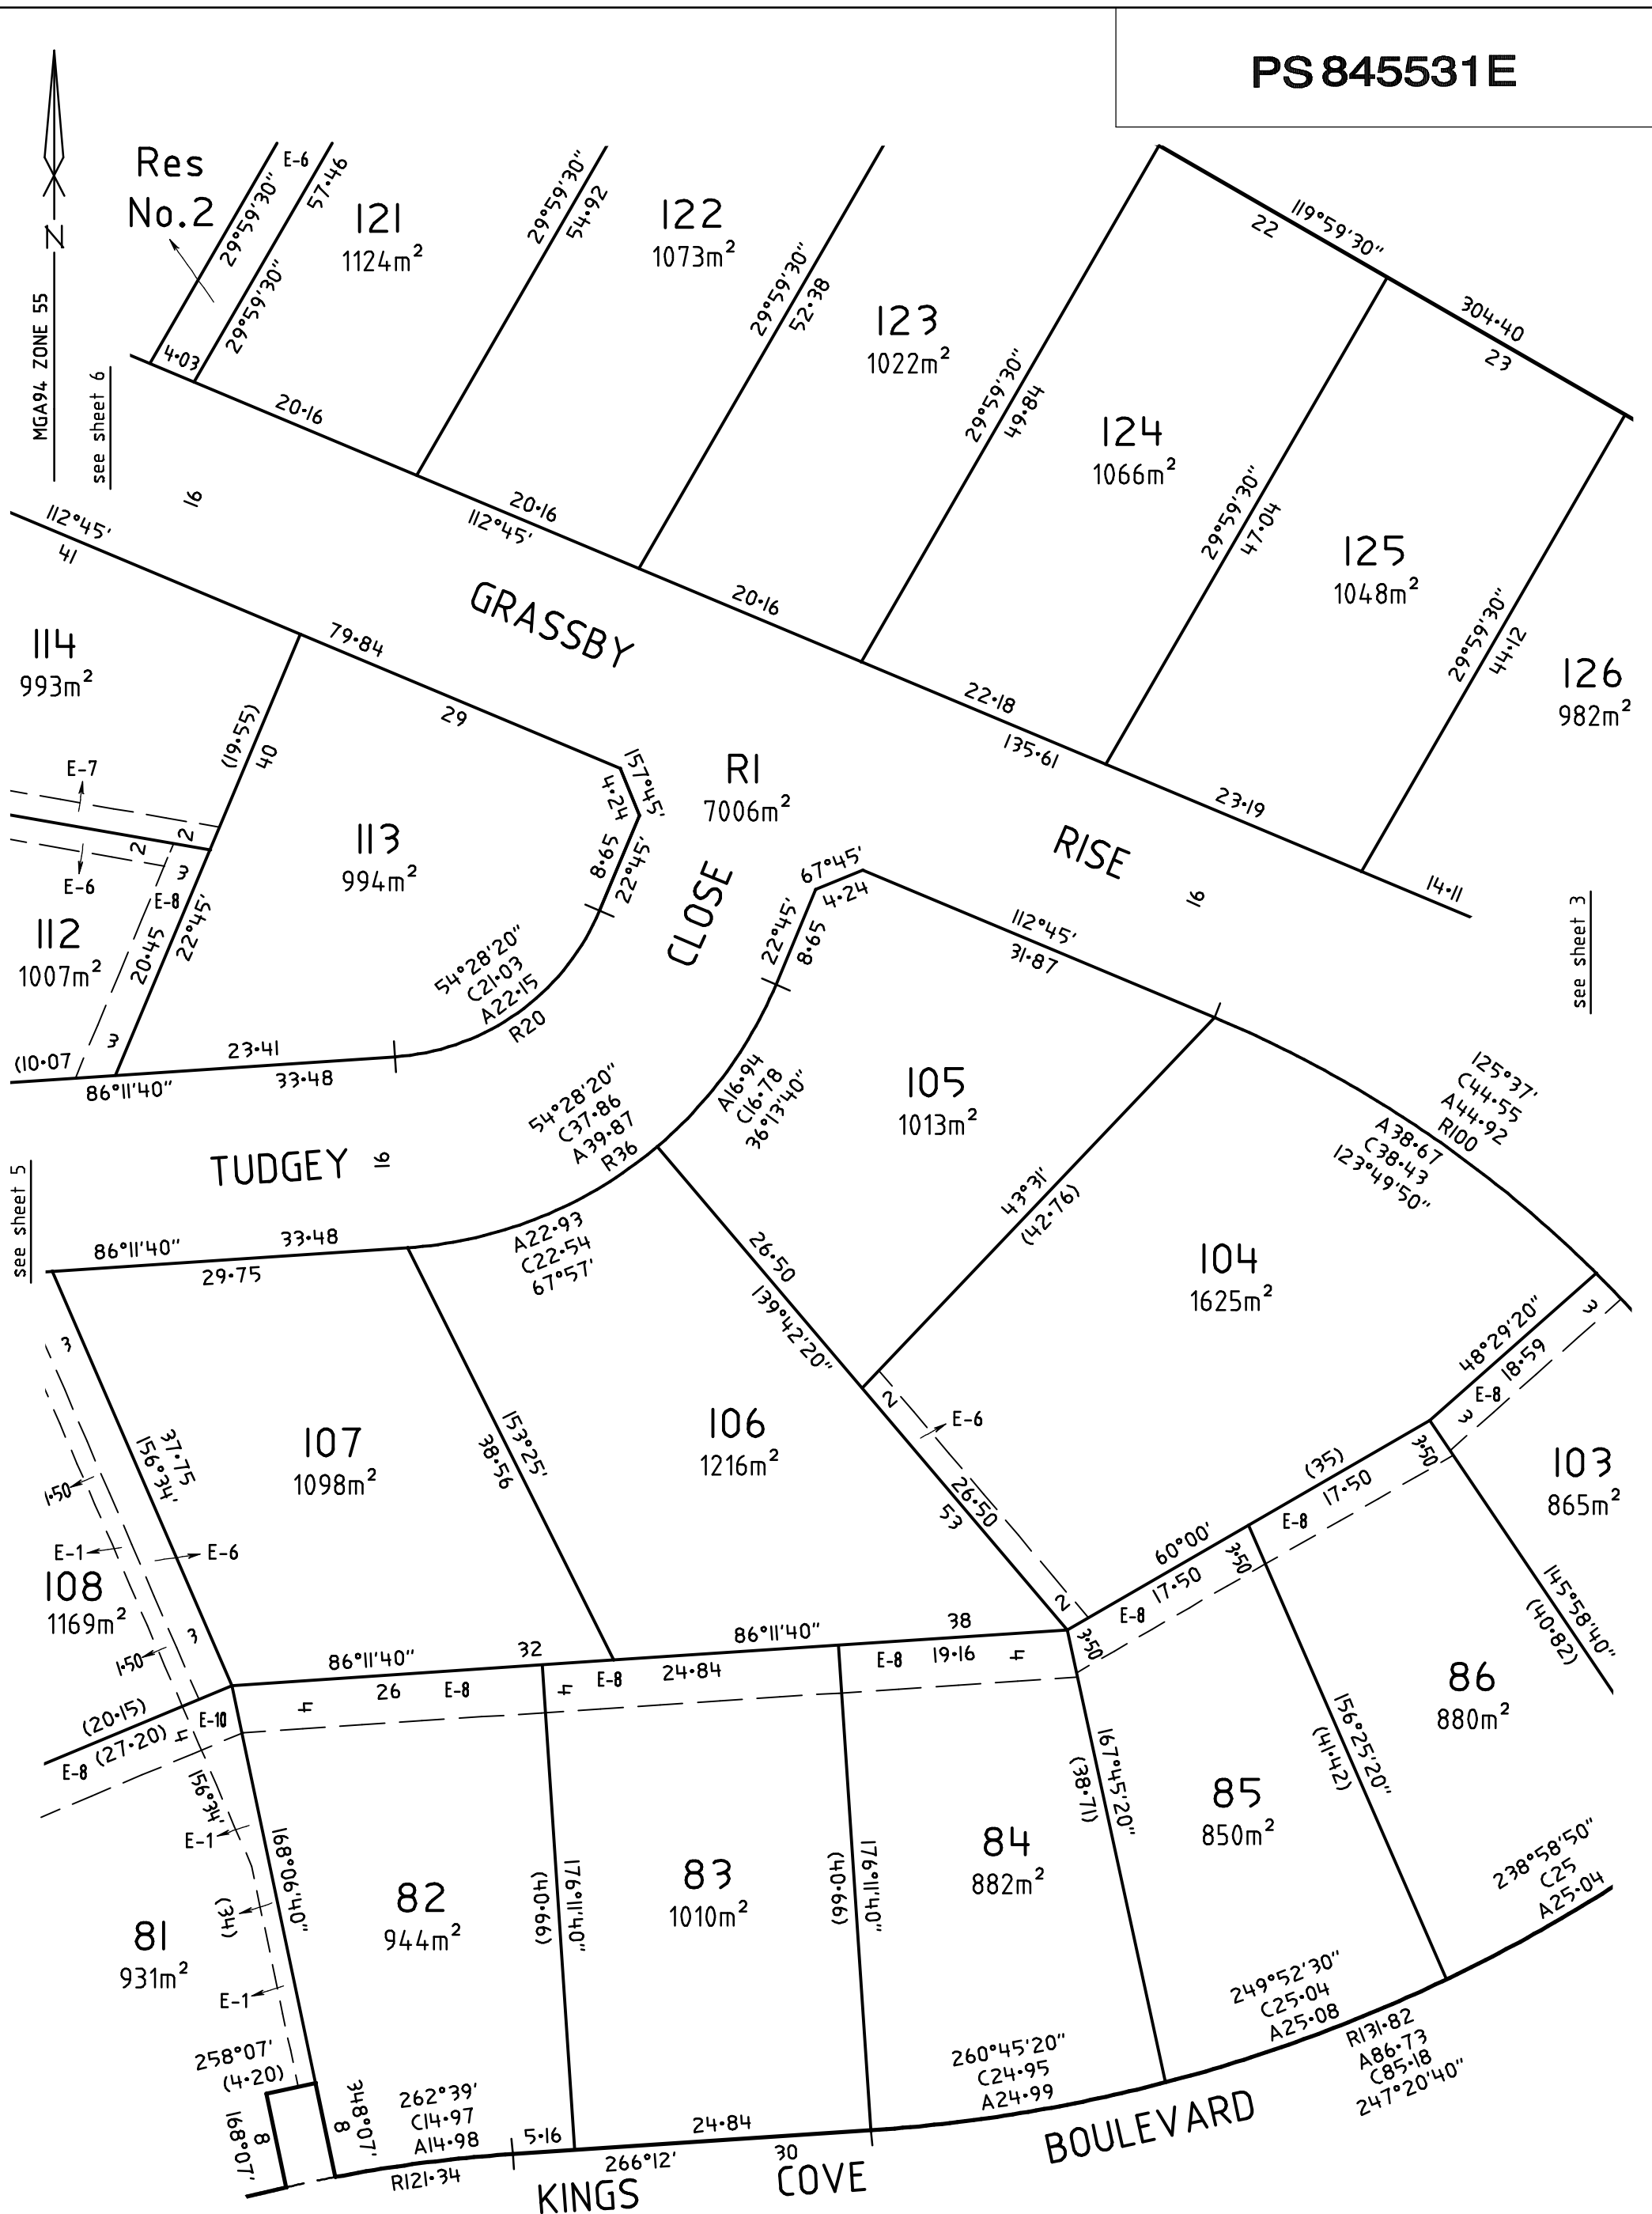 PS 845531E
MGA94 ZONE 55
N
see sheet 6
Res
No.2
29°59'30"
E-6
57·46
29°59'30"
4·03
121
1124m²
29°59'30"
54·92
122
1073m²
29°59'30"
52·38
123
1022m²
29°59'30"
49·84
22
119°59'30"
304·40
23
124
1066m²
29°59'30"
47·04
125
1048m²
29°59'30"
44·12
126
982m²
20·16
20·16
112°45'
20·16
22·18
135·61
23·19
14·11
16
112°45'
41
79·84
29
GRASSBY
RISE
16
see sheet 3
114
993m²
(19·55)
40
E-7
2
2
3
E-6
E-8
112
1007m²
20·45
22°45'
3
(10·07
113
994m²
157°45'
4·24
8·65
22°45'
R1
7006m²
CLOSE
54°28'20"
C21·03
A22·15
R20
23·41
86°11'40"
33·48
67°45'
4·24
22°45'
8·65
112°45'
31·87
A16·94
C16·78
36°13'40"
54°28'20"
C37·86
A39·87
R36
105
1013m²
125°37'
C44·55
A44·92
R100
A38·67
C38·43
123°49'50"
TUDGEY
16
see sheet 5
86°11'40"
33·48
29·75
A22·93
C22·54
67°57'
26·50
139°42'20"
43°31'
(42·76)
104
1625m²
48°29'20"
18·59
3
E-8
3
3
37·75
156°34'
107
1098m²
153°25'
38·56
106
1216m²
2
E-6
26·50
53
2
(35)
17·50
3·50
E-8
60°00'
17·50
3·50
E-8
3·50
103
865m²
145°58'40"
(40·82)
1·50
E-1
E-6
108
1169m²
1·50
3
86°11'40"
32
86°11'40"
38
26
E-8
4
4
E-8
24·84
E-8
19·16
4
(20·15)
(27·20)
4
E-10
E-8
156°34'
E-1
168°06'40"
(34)
E-1
81
931m²
82
944m²
176°11'40"
(40·66)
83
1010m²
176°11'40"
(40·66)
84
882m²
167°45'20"
(38·71)
85
850m²
156°25'20"
(41·42)
86
880m²
238°58'50"
C25
A25·04
258°07'
(4·20)
168°07'
8
348°07'
8
262°39'
C14·97
A14·98
R121·34
5·16
24·84
266°12'
30
260°45'20"
C24·95
A24·99
249°52'30"
C25·04
A25·08
R131·82
A86·73
C85·18
247°20'40"
KINGS
COVE
BOULEVARD